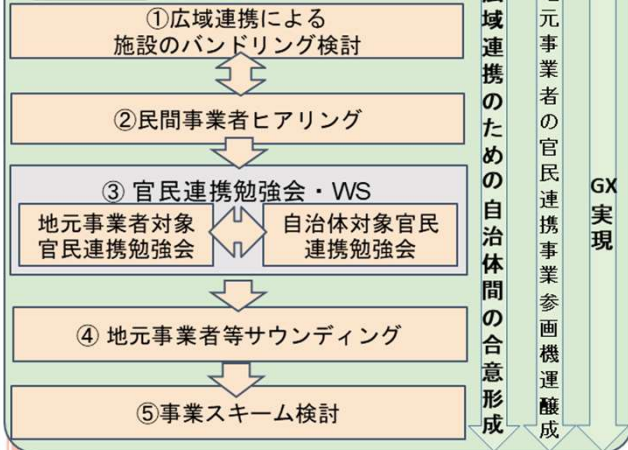 ①広域連携による
施設のバンドリング検討
②民間事業者ヒアリング
③ 官民連携勉強会・WS
地元事業者対象
官民連携勉強会
自治体対象官民
連携勉強会
④ 地元事業者等サウンディング
⑤事業スキーム検討
域連携のための自治体間の合意形成
元事業者の官民連携事業参画機運醸成
GX
実現